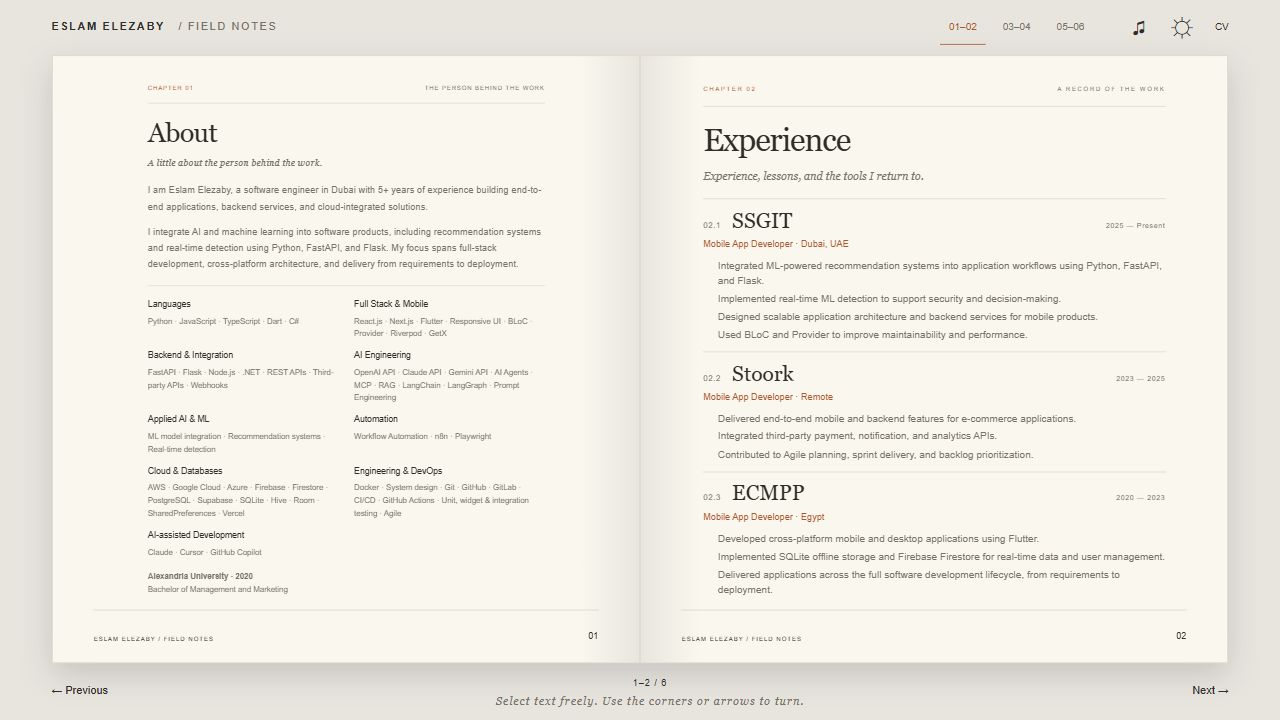 ESLAM ELEZABY / FIELD NOTES
01–02 03–04 05–06 CV
CHAPTER 01 THE PERSON BEHIND THE WORK
About
A little about the person behind the work.
I am Eslam Elezaby, a software engineer in Dubai with 5+ years of experience building end-to-
end applications, backend services, and cloud-integrated solutions.
I integrate AI and machine learning into software products, including recommendation systems
and real-time detection using Python, FastAPI, and Flask. My focus spans full-stack
development, cross-platform architecture, and delivery from requirements to deployment.
Languages
Python · JavaScript · TypeScript · Dart · C#
Full Stack & Mobile
React.js · Next.js · Flutter · Responsive UI · BLoC ·
Provider · Riverpod · GetX
Backend & Integration
FastAPI · Flask · Node.js · .NET · REST APIs · Third-
party APIs · Webhooks
AI Engineering
OpenAI API · Claude API · Gemini API · AI Agents ·
MCP · RAG · LangChain · LangGraph · Prompt
Engineering
Applied AI & ML
ML model integration · Recommendation systems ·
Real-time detection
Automation
Workflow Automation · n8n · Playwright
Cloud & Databases
AWS · Google Cloud · Azure · Firebase · Firestore ·
PostgreSQL · Supabase · SQLite · Hive · Room ·
SharedPreferences · Vercel
Engineering & DevOps
Docker · System design · Git · GitHub · GitLab ·
CI/CD · GitHub Actions · Unit, widget & integration
testing · Agile
AI-assisted Development
Claude · Cursor · GitHub Copilot
Alexandria University · 2020
Bachelor of Management and Marketing
ESLAM ELEZABY / FIELD NOTES 01
CHAPTER 02 A RECORD OF THE WORK
Experience
Experience, lessons, and the tools I return to.
02.1 SSGIT 2025 — Present
Mobile App Developer · Dubai, UAE
Integrated ML-powered recommendation systems into application workflows using Python, FastAPI,
and Flask.
Implemented real-time ML detection to support security and decision-making.
Designed scalable application architecture and backend services for mobile products.
Used BLoC and Provider to improve maintainability and performance.
02.2 Stoork 2023 — 2025
Mobile App Developer · Remote
Delivered end-to-end mobile and backend features for e-commerce applications.
Integrated third-party payment, notification, and analytics APIs.
Contributed to Agile planning, sprint delivery, and backlog prioritization.
02.3 ECMPP 2020 — 2023
Mobile App Developer · Egypt
Developed cross-platform mobile and desktop applications using Flutter.
Implemented SQLite offline storage and Firebase Firestore for real-time data and user management.
Delivered applications across the full software development lifecycle, from requirements to
deployment.
ESLAM ELEZABY / FIELD NOTES 02
← Previous
1–2 / 6
Select text freely. Use the corners or arrows to turn.
Next →